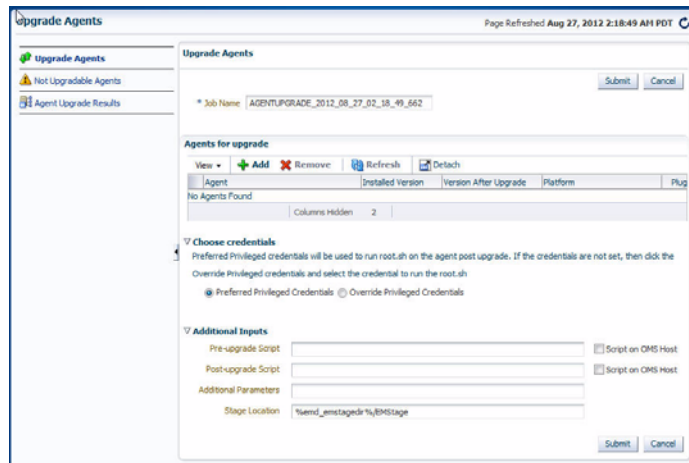 Upgrade Agents
Page Refreshed Aug 27, 2012 2:18:49 AM PDT
Upgrade Agents
Not Upgradable Agents
Agent Upgrade Results
Upgrade Agents
Submit Cancel
* Job Name AGENTUPGRADE_2012_08_27_02_18_49_662
Agents for upgrade
View Add Remove Refresh Detach
Agent Installed Version Version After Upgrade Platform Plug
No Agents Found
Columns Hidden 2
Choose credentials
Preferred Privileged credentials will be used to run root.sh on the agent post upgrade. If the credentials are not set, then click the
Override Privileged credentials and select the credential to run the root.sh
Preferred Privileged Credentials Override Privileged Credentials
Additional Inputs
Pre-upgrade Script Script on OMS Host
Post-upgrade Script Script on OMS Host
Additional Parameters
Stage Location %emd_emstagedir%/EMStage
Submit Cancel